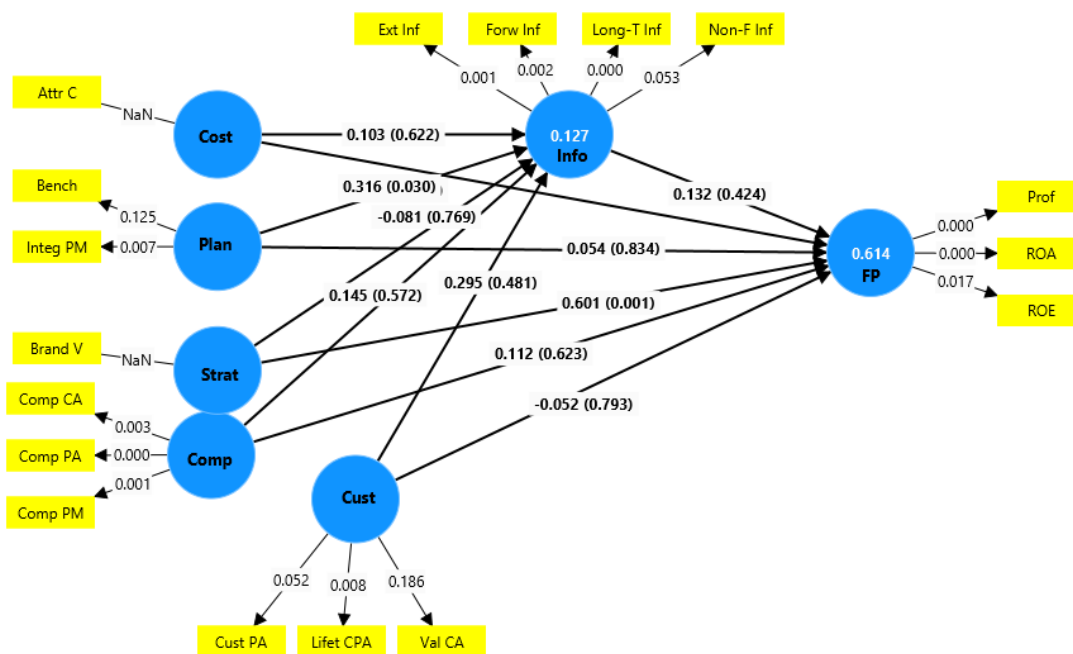 Ext Inf
Forw Inf
Long-T Inf
Non-F Inf
0.001
0.002
0.000
0.053
Attr C
NaN
Cost
0.103 (0.622)
0.127
Info
Bench
0.125
Integ PM
0.007
Plan
0.316 (0.030)
-0.081 (0.769)
0.132 (0.424)
0.054 (0.834)
0.614
FP
0.000
Prof
0.000
ROA
0.017
ROE
0.145 (0.572)
0.295 (0.481)
0.601 (0.001)
Brand V
NaN
Strat
0.112 (0.623)
-0.052 (0.793)
Comp CA
0.003
Comp PA
0.000
Comp PM
0.001
Comp
Cust
0.052
0.008
0.186
Cust PA
Lifet CPA
Val CA